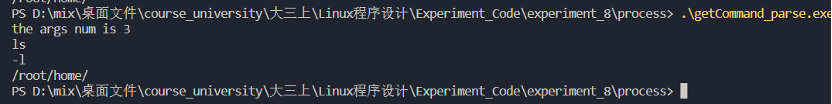 /root/home/
PS D:\mix\桌面文件\course_university\大三上\Linux程序设计\Experiment_Code\experiment_8\process> .\getCommand_parse.exe
the args num is 3
ls
-l
/root/home/
PS D:\mix\桌面文件\course_university\大三上\Linux程序设计\Experiment_Code\experiment_8\process>